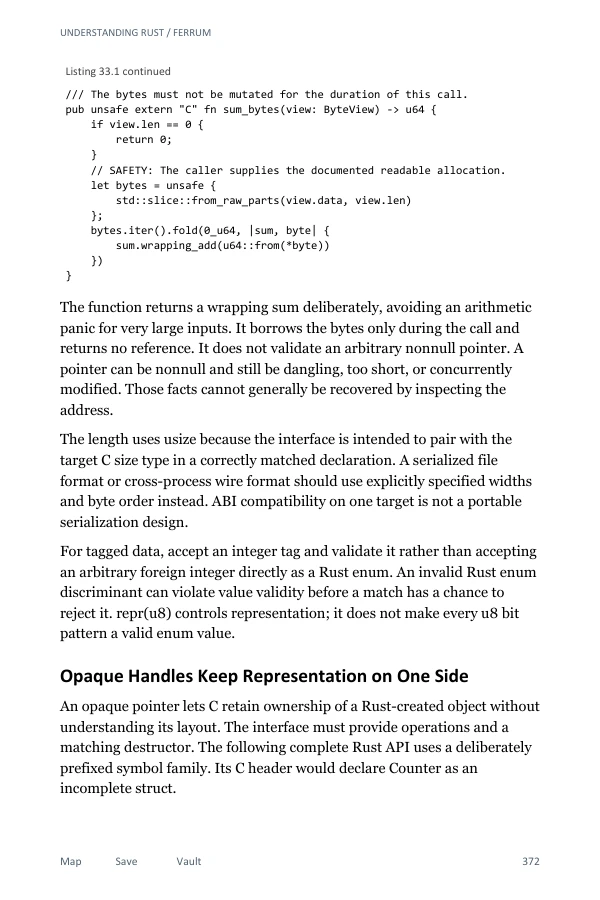 UNDERSTANDING RUST / FERRUM
Listing 33.1 continued
/// The bytes must not be mutated for the duration of this call.
pub unsafe extern "C" fn sum_bytes(view: ByteView) -> u64 {
    if view.len == 0 {
        return 0;
    }
    // SAFETY: The caller supplies the documented readable allocation.
    let bytes = unsafe {
        std::slice::from_raw_parts(view.data, view.len)
    };
    bytes.iter().fold(0_u64, |sum, byte| {
        sum.wrapping_add(u64::from(*byte))
    })
}
The function returns a wrapping sum deliberately, avoiding an arithmetic
panic for very large inputs. It borrows the bytes only during the call and
returns no reference. It does not validate an arbitrary nonnull pointer. A
pointer can be nonnull and still be dangling, too short, or concurrently
modified. Those facts cannot generally be recovered by inspecting the
address.
The length uses usize because the interface is intended to pair with the
target C size type in a correctly matched declaration. A serialized file
format or cross-process wire format should use explicitly specified widths
and byte order instead. ABI compatibility on one target is not a portable
serialization design.
For tagged data, accept an integer tag and validate it rather than accepting
an arbitrary foreign integer directly as a Rust enum. An invalid Rust enum
discriminant can violate value validity before a match has a chance to
reject it. repr(u8) controls representation; it does not make every u8 bit
pattern a valid enum value.
Opaque Handles Keep Representation on One Side
An opaque pointer lets C retain ownership of a Rust-created object without
understanding its layout. The interface must provide operations and a
matching destructor. The following complete Rust API uses a deliberately
prefixed symbol family. Its C header would declare Counter as an
incomplete struct.
Map Save Vault 372